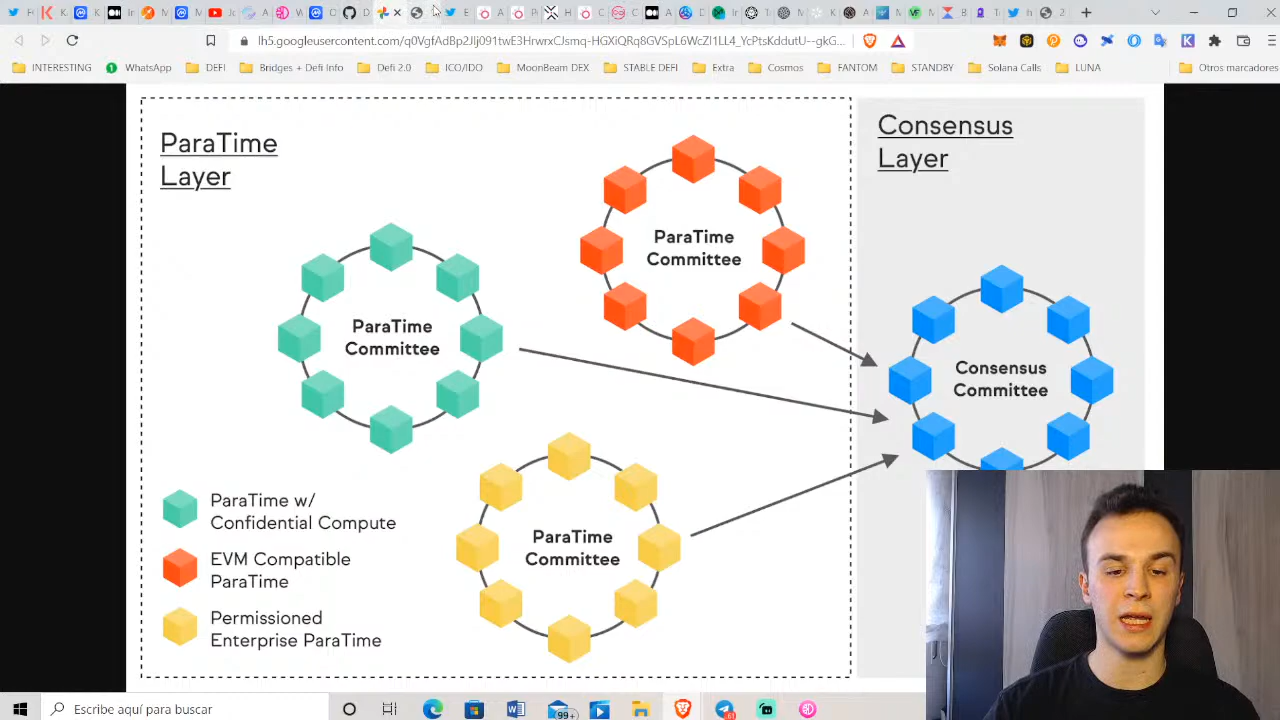 lh5.googleusercontent.com/q0VgfAdBp2JIj091twE3HrwrxCJsmq-HGXiQRq8GVSpL6WcZl1LL4_YcPtsKddutU--gkG...
INTERESTING
WhatsApp
DEFI
Bridges + Defi Info
Defi 2.0
ICO/IDO
MoonBeam DEX
STABLE DEFI
Extra
Cosmos
FANTOM
STANDBY
Solana Calls
LUNA
Otros marcadores
ParaTime
Layer
Consensus
Layer
ParaTime
Committee
ParaTime
Committee
Consensus
Committee
ParaTime
Committee
ParaTime w/
Confidential Compute
EVM Compatible
ParaTime
Permissioned
Enterprise ParaTime
Escribe aquí para buscar
99+